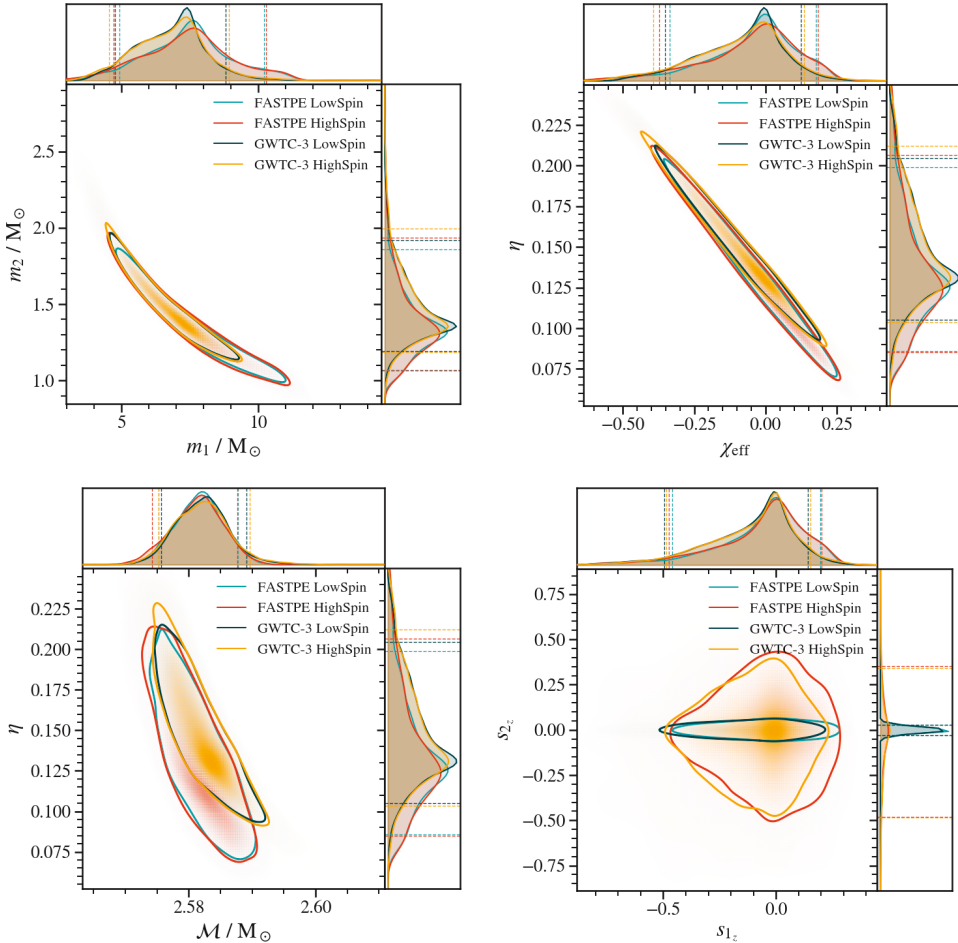 FASTPE LowSpin
FASTPE HighSpin
GWTC-3 LowSpin
GWTC-3 HighSpin
2.5
2.0
1.5
1.0
m₂ / M⊙
5 10
m₁ / M⊙
FASTPE LowSpin
FASTPE HighSpin
GWTC-3 LowSpin
GWTC-3 HighSpin
0.225
0.200
0.175
0.150
0.125
0.100
0.075
η
−0.50 −0.25 0.00 0.25
χeff
FASTPE LowSpin
FASTPE HighSpin
GWTC-3 LowSpin
GWTC-3 HighSpin
0.225
0.200
0.175
0.150
0.125
0.100
0.075
η
2.58 2.60
ℳ / M⊙
FASTPE LowSpin
FASTPE HighSpin
GWTC-3 LowSpin
GWTC-3 HighSpin
0.75
0.50
0.25
0.00
−0.25
−0.50
−0.75
s₂z
−0.5 0.0
s₁z